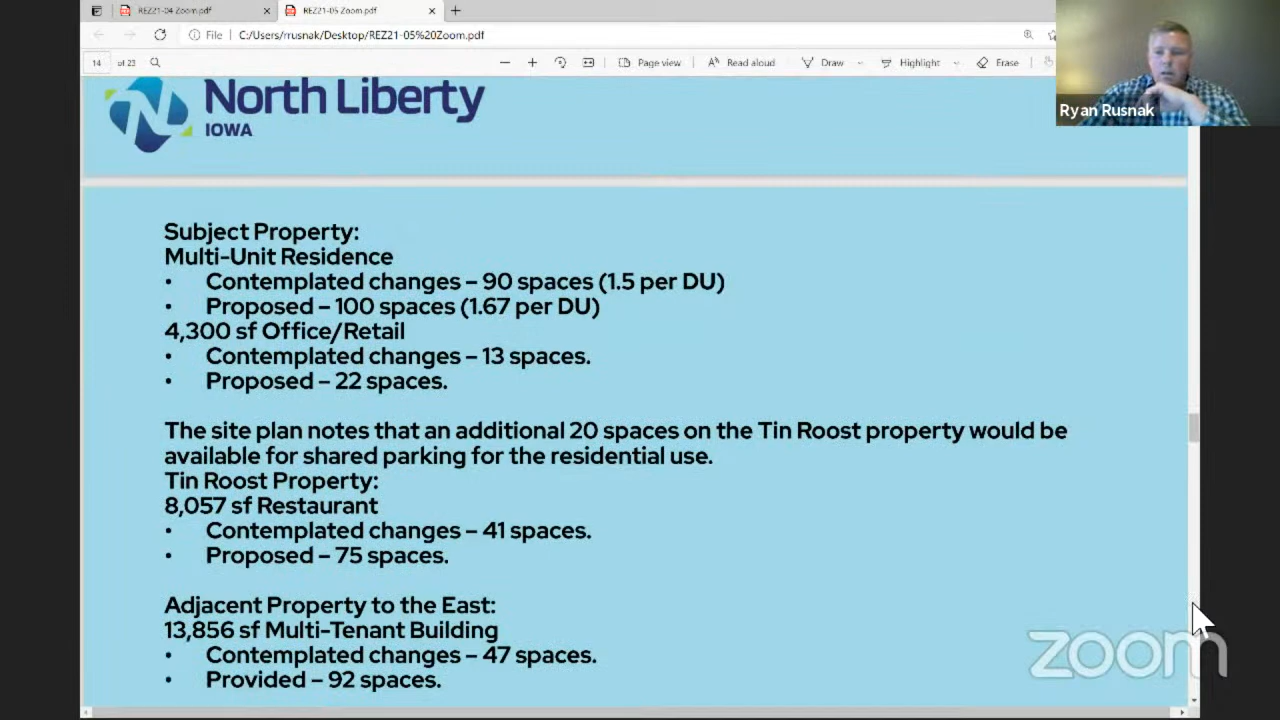 REZ21-04 Zoom.pdf
REZ21-05 Zoom.pdf
File
C:/Users/rrusnak/Desktop/REZ21-05%20Zoom.pdf
14 of 23
Page view
Read aloud
Draw
Highlight
Erase
Ryan Rusnak
North Liberty
IOWA
Subject Property:
Multi-Unit Residence
• Contemplated changes – 90 spaces (1.5 per DU)
• Proposed – 100 spaces (1.67 per DU)
4,300 sf Office/Retail
• Contemplated changes – 13 spaces.
• Proposed – 22 spaces.
The site plan notes that an additional 20 spaces on the Tin Roost property would be
available for shared parking for the residential use.
Tin Roost Property:
8,057 sf Restaurant
• Contemplated changes – 41 spaces.
• Proposed – 75 spaces.
Adjacent Property to the East:
13,856 sf Multi-Tenant Building
• Contemplated changes – 47 spaces.
• Provided – 92 spaces.
zoom